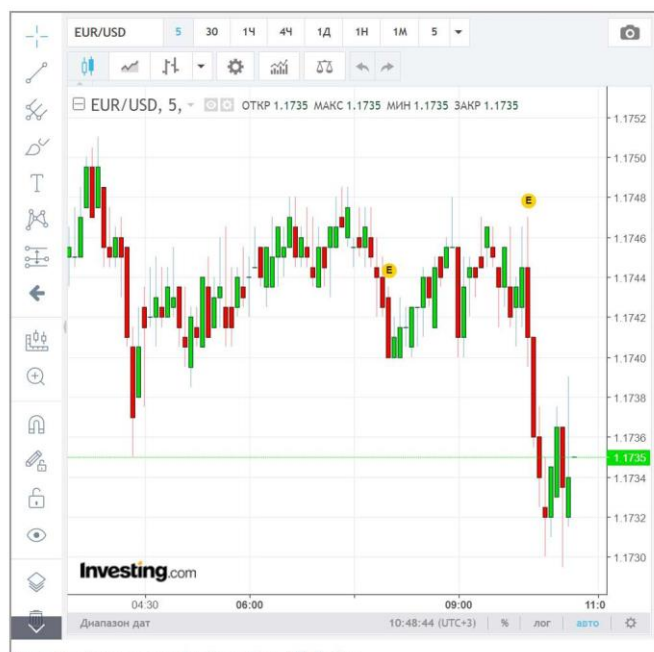 EUR/USD 5 30 1Ч 4Ч 1Д 1Н 1М 5
EUR/USD, 5, ОТКР 1.1735 МАКС 1.1735 МИН 1.1735 ЗАКР 1.1735
1.1752
1.1750
E
1.1748
1.1746
E
1.1744
1.1742
1.1740
1.1738
1.1736
1.1735
1.1734
1.1732
1.1730
Investing.com
04:30 06:00 09:00 11:0
Диапазон дат 10:48:44 (UTC+3) % лог авто